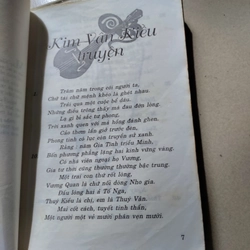 Kim Vân Kiều
truyện
Trăm năm trong cõi người ta,
Chữ tài chữ mệnh khéo là ghét nhau.
Trải qua một cuộc bể dâu,
Những điều trông thấy mà đau đớn lòng.
Lạ gì bỉ sắc tư phong,
Trời xanh quen với má hồng đánh ghen.
Cảo thơm lần giở trước đèn,
Phong tình cổ lục còn truyền sử xanh.
Rằng: năm Gia Tĩnh triều Minh,
Bốn phương phẳng lặng hai kinh vững vàng.
Có nhà viên ngoại họ Vương,
Gia tư thời cũng thường thường bậc trung.
Một trai con thứ rốt lòng,
Vương Quan là chữ nối dòng Nho gia.
Đầu lòng hai ả Tố Nga,
Thuý Kiều là chị, em là Thuý Vân.
Mai cốt cách, tuyết tinh thần,
Một người một vẻ mười phân vẹn mười.
7